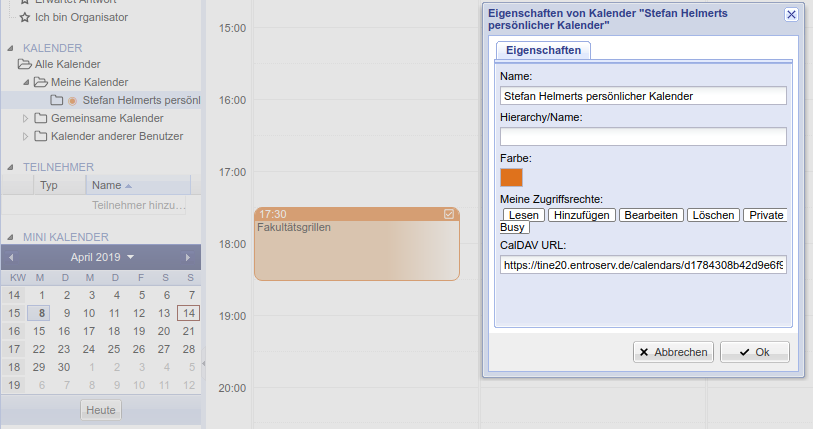 Erwartet Antwort
Ich bin Organisator
KALENDER
Alle Kalender
Meine Kalender
Stefan Helmerts persönl
Gemeinsame Kalender
Kalender anderer Benutzer
TEILNEHMER
Typ Name
Teilnehmer hinzu...
MINI KALENDER
April 2019
KW M D M D F S S
14 1 2 3 4 5 6 7
15 8 9 10 11 12 13 14
16 15 16 17 18 19 20 21
17 22 23 24 25 26 27 28
18 29 30 1 2 3 4 5
19 6 7 8 9 10 11 12
Heute
15:00
16:00
17:00
18:00
19:00
20:00
17:30
Fakultätsgrillen
Eigenschaften von Kalender "Stefan Helmerts
persönlicher Kalender"
Eigenschaften
Name:
Stefan Helmerts persönlicher Kalender
Hierarchy/Name:
Farbe:
Meine Zugriffsrechte:
Lesen Hinzufügen Bearbeiten Löschen Private
Busy
CalDAV URL:
https://tine20.entroserv.de/calendars/d1784308b42d9e6f9
Abbrechen Ok